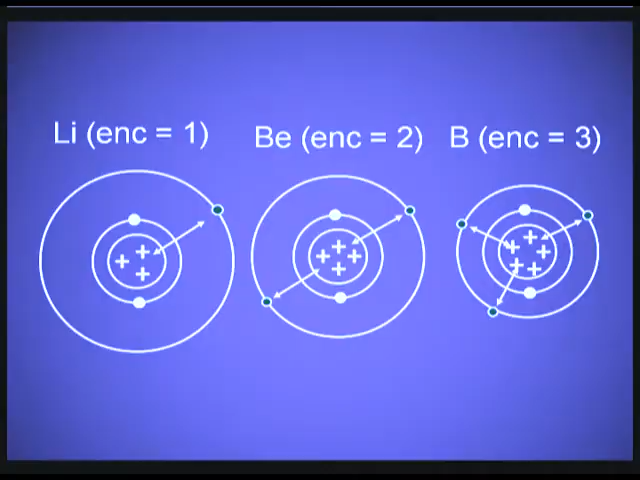 Li (enc = 1) Be (enc = 2) B (enc = 3)
+ + +
+ + + +
+ + + + +